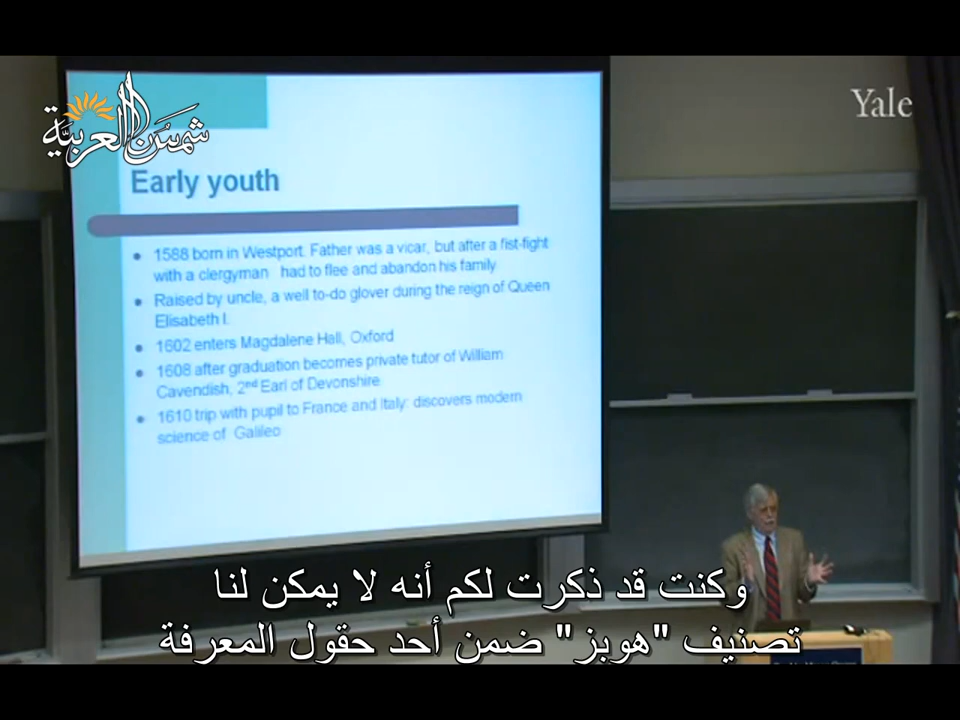 شمس العربية
Yale
Early youth
1588 born in Westport. Father was a vicar, but after a fist-fight
with a clergyman had to flee and abandon his family
Raised by uncle, a well to-do glover during the reign of Queen
Elisabeth I.
1602 enters Magdalene Hall, Oxford
1608 after graduation becomes private tutor of William
Cavendish, 2nd Earl of Devonshire
1610 trip with pupil to France and Italy: discovers modern
science of Galileo
وكنت قد ذكرت لكم أنه لا يمكن لنا
تصنيف "هوبز" ضمن أحد حقول المعرفة